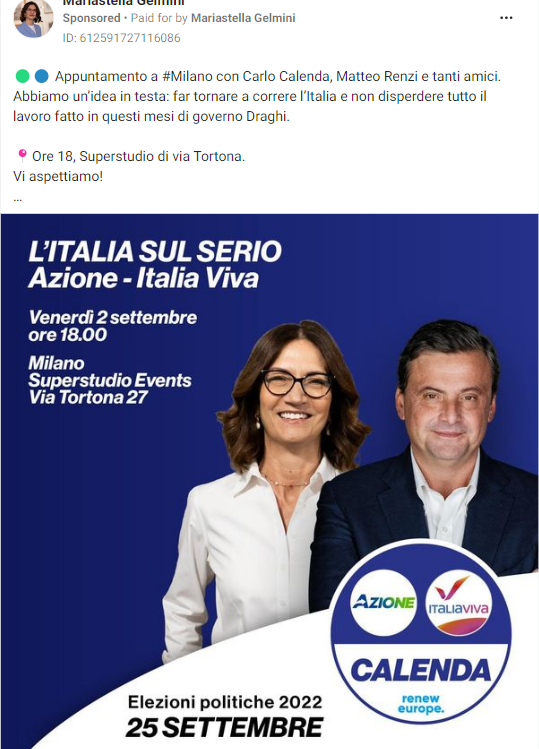 Mariastella Gelmini
Sponsored • Paid for by Mariastella Gelmini
ID: 612591727116086
Appuntamento a #Milano con Carlo Calenda, Matteo Renzi e tanti amici.
Abbiamo un’idea in testa: far tornare a correre l’Italia e non disperdere tutto il
lavoro fatto in questi mesi di governo Draghi.
Ore 18, Superstudio di via Tortona.
Vi aspettiamo!
...
L’ITALIA SUL SERIO
Azione - Italia Viva
Venerdì 2 settembre
ore 18.00
Milano
Superstudio Events
Via Tortona 27
AZIONE
ITALIAVIVA
CALENDA
renew
europe.
Elezioni politiche 2022
25 SETTEMBRE